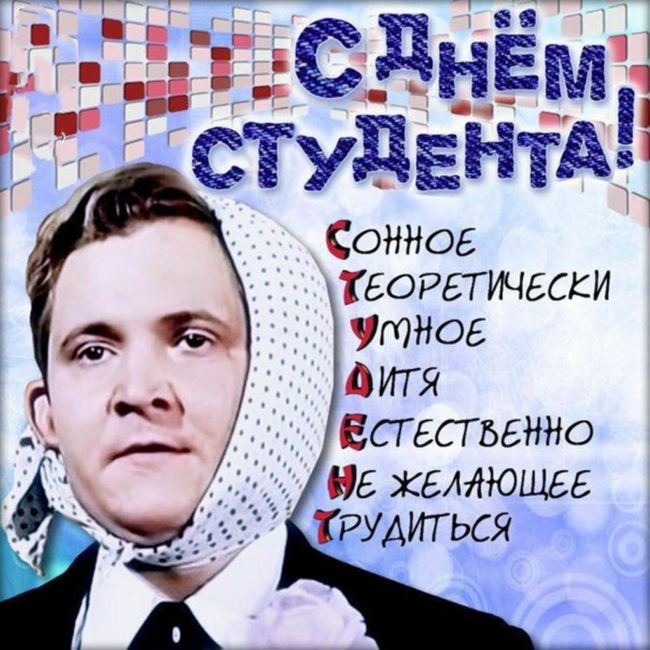 С ДНЁМ
СТУДЕНТА!
СОННОЕ
ТЕОРЕТИЧЕСКИ
УМНОЕ
ДИТЯ
ЕСТЕСТВЕННО
НЕ ЖЕЛАЮЩЕЕ
ТРУДИТЬСЯ